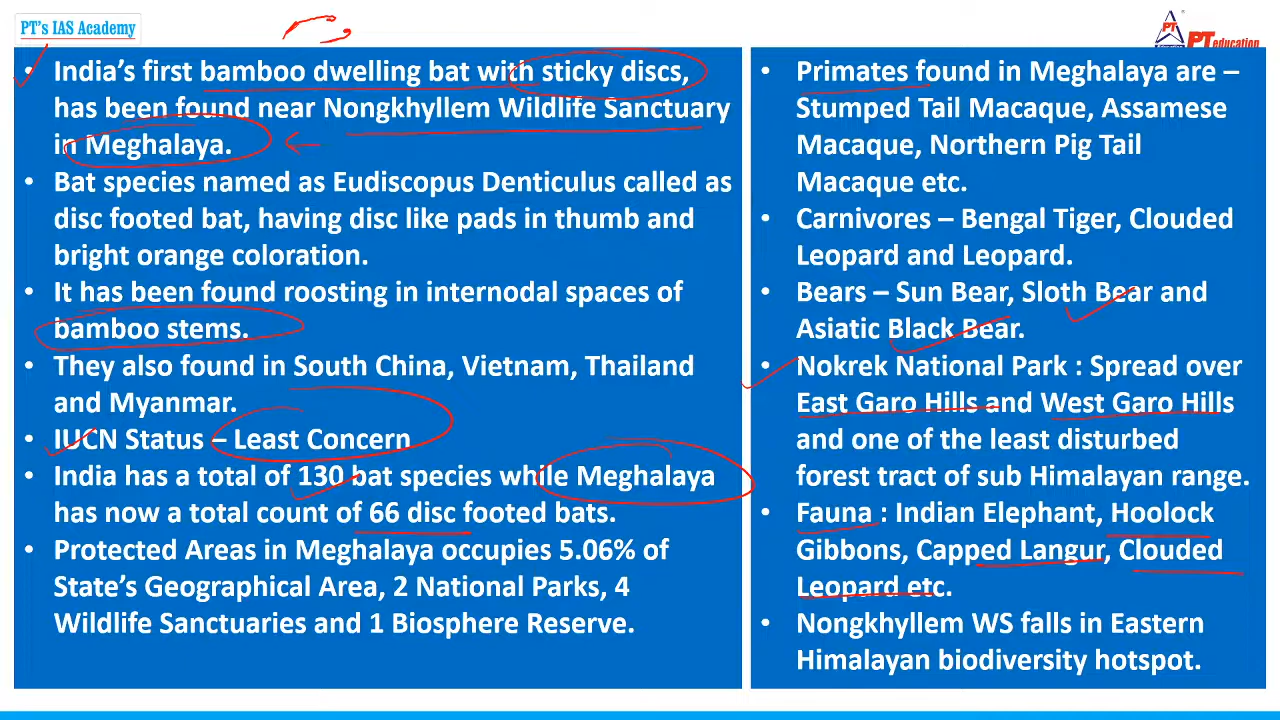 PT's IAS Academy
PT education
• India's first bamboo dwelling bat with sticky discs,
has been found near Nongkhyllem Wildlife Sanctuary
in Meghalaya.
• Bat species named as Eudiscopus Denticulus called as
disc footed bat, having disc like pads in thumb and
bright orange coloration.
• It has been found roosting in internodal spaces of
bamboo stems.
• They also found in South China, Vietnam, Thailand
and Myanmar.
• IUCN Status – Least Concern
• India has a total of 130 bat species while Meghalaya
has now a total count of 66 disc footed bats.
• Protected Areas in Meghalaya occupies 5.06% of
State's Geographical Area, 2 National Parks, 4
Wildlife Sanctuaries and 1 Biosphere Reserve.
• Primates found in Meghalaya are –
Stumped Tail Macaque, Assamese
Macaque, Northern Pig Tail
Macaque etc.
• Carnivores – Bengal Tiger, Clouded
Leopard and Leopard.
• Bears – Sun Bear, Sloth Bear and
Asiatic Black Bear.
• Nokrek National Park : Spread over
East Garo Hills and West Garo Hills
and one of the least disturbed
forest tract of sub Himalayan range.
• Fauna : Indian Elephant, Hoolock
Gibbons, Capped Langur, Clouded
Leopard etc.
• Nongkhyllem WS falls in Eastern
Himalayan biodiversity hotspot.